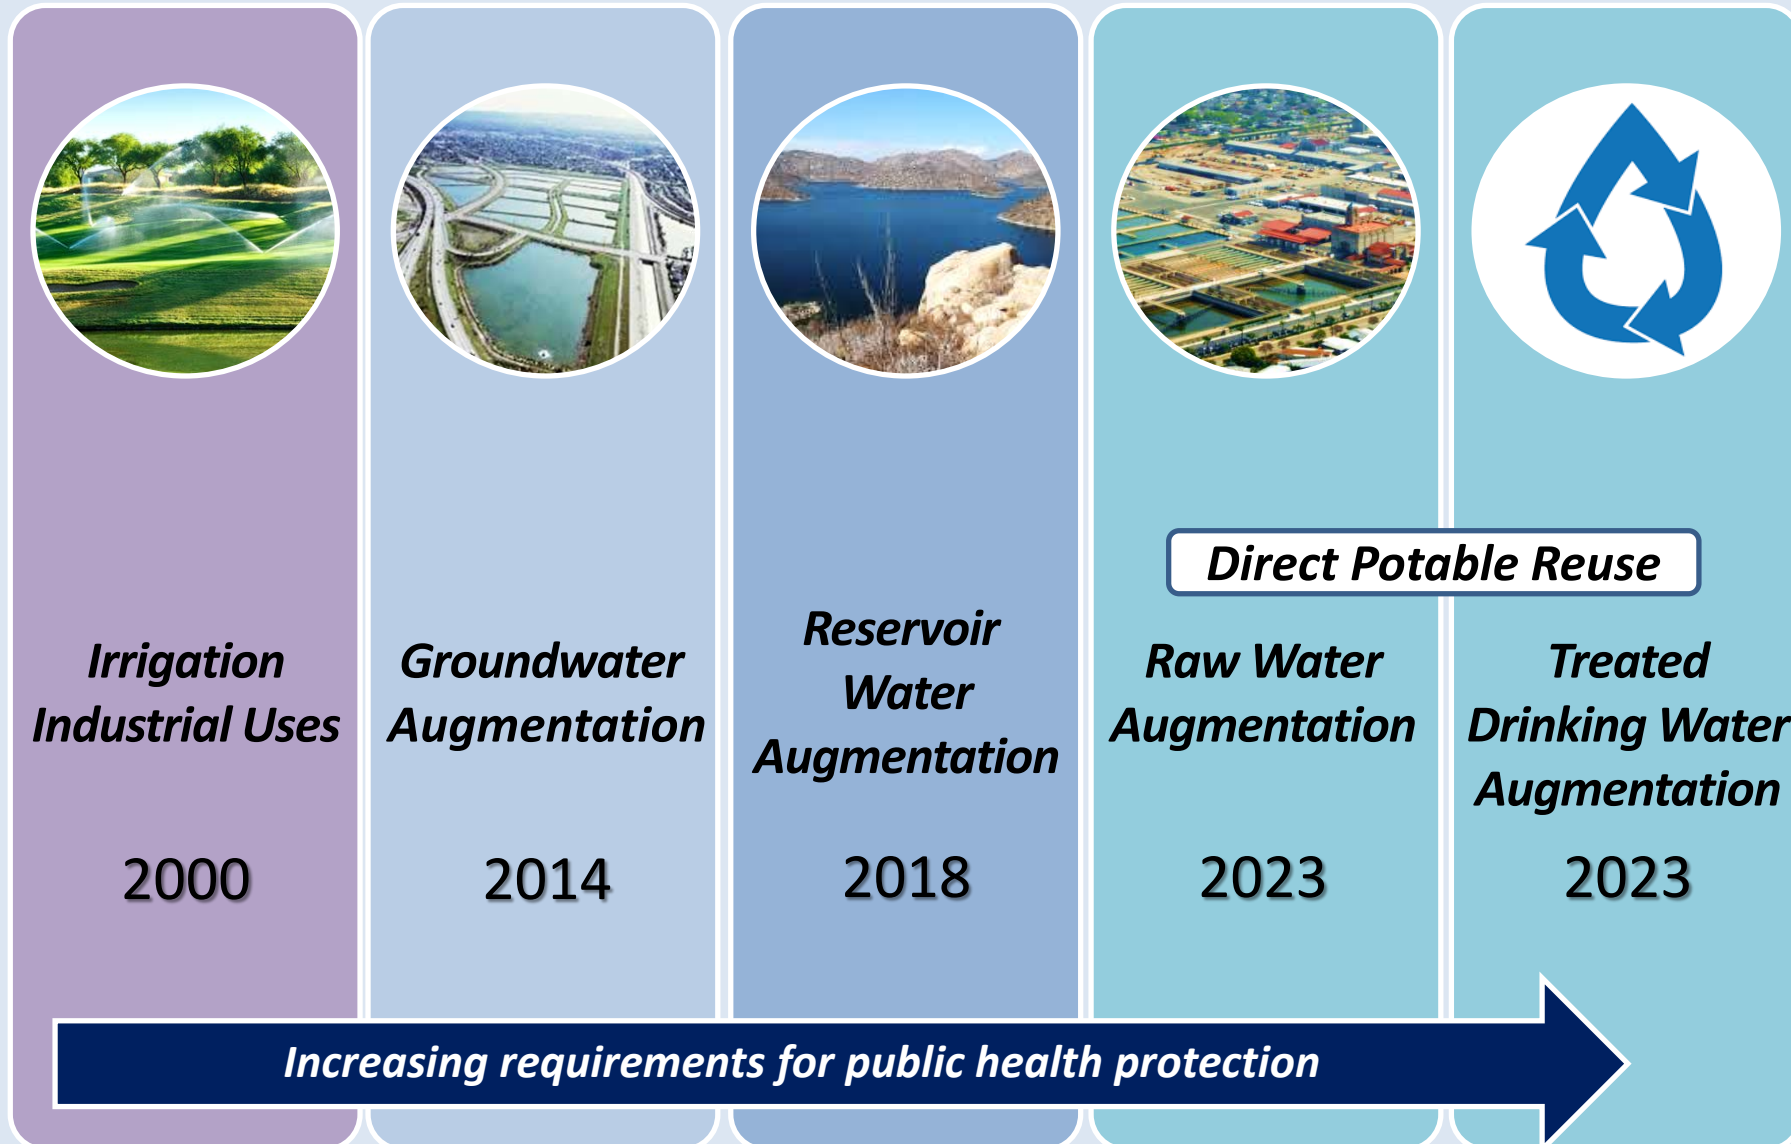 Direct Potable Reuse
Irrigation
Industrial Uses
2000
Groundwater
Augmentation
2014
Reservoir
Water
Augmentation
2018
Raw Water
Augmentation
2023
Treated
Drinking Water
Augmentation
2023
Increasing requirements for public health protection